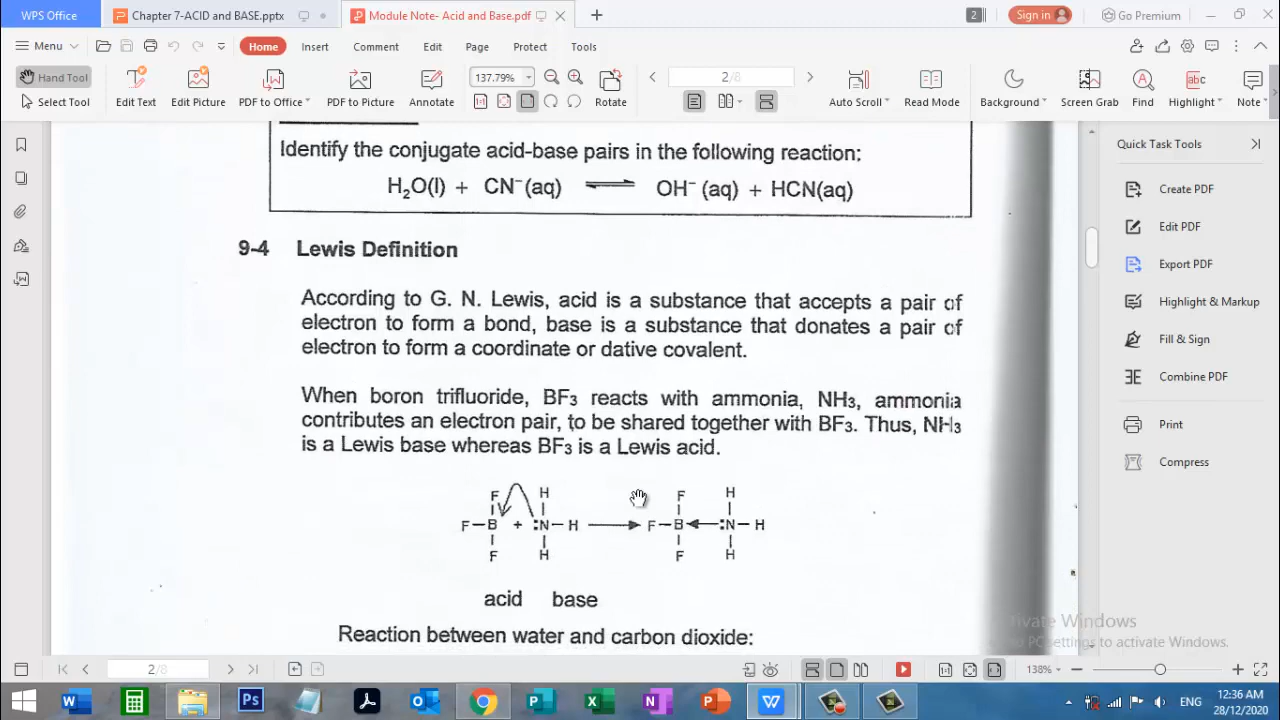 WPS Office
Chapter 7-ACID and BASE.pptx
Module Note- Acid and Base.pdf
2
Sign in
Go Premium
Menu
Home
Insert
Comment
Edit
Page
Protect
Tools
Hand Tool
Select Tool
Edit Text
Edit Picture
PDF to Office
PDF to Picture
Annotate
137.79%
Rotate
2/8
Auto Scroll
Read Mode
Background
Screen Grab
Find
Highlight
Note
Identify the conjugate acid-base pairs in the following reaction:
H₂O(l) + CN⁻(aq) ⇌ OH⁻ (aq) + HCN(aq)
9-4 Lewis Definition
According to G. N. Lewis, acid is a substance that accepts a pair of
electron to form a bond, base is a substance that donates a pair of
electron to form a coordinate or dative covalent.
When boron trifluoride, BF₃ reacts with ammonia, NH₃, ammonia
contributes an electron pair, to be shared together with BF₃. Thus, NH₃
is a Lewis base whereas BF₃ is a Lewis acid.
F H F H
F–B + :N–H → F–B ← :N–H
F H F H
acid base
Reaction between water and carbon dioxide:
Quick Task Tools
Create PDF
Edit PDF
Export PDF
Highlight & Markup
Fill & Sign
Combine PDF
Print
Compress
Activate Windows
Go to PC settings to activate Windows.
2/8
138%
ENG
12:36 AM
28/12/2020